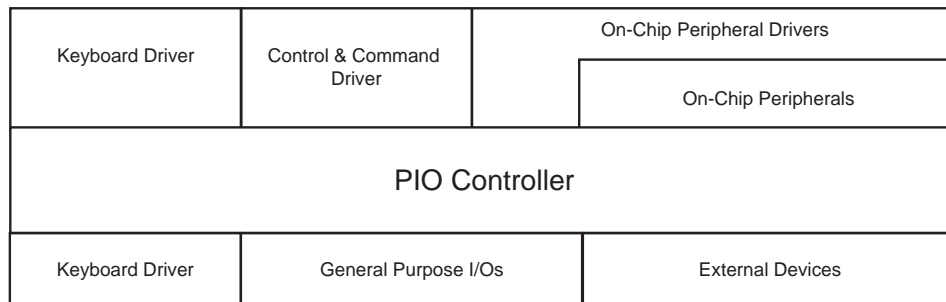 On-Chip Peripheral Drivers
Keyboard Driver
Control & Command
Driver
On-Chip Peripherals
PIO Controller
Keyboard Driver
General Purpose I/Os
External Devices